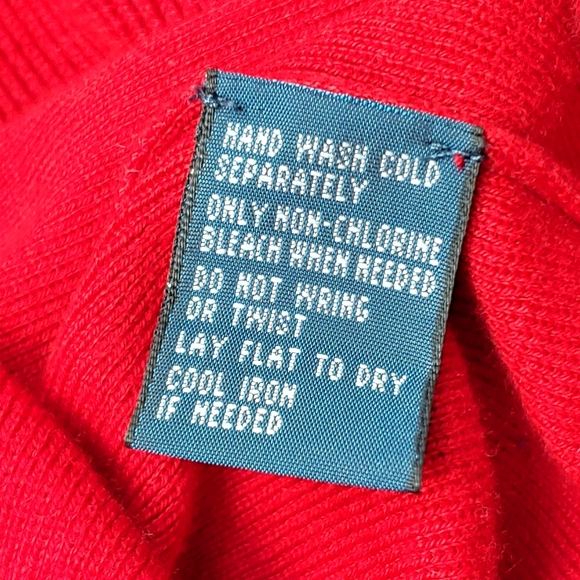 HAND WASH COLD
SEPARATELY
ONLY NON-CHLORINE
BLEACH WHEN NEEDED
DO NOT WRING
OR TWIST
LAY FLAT TO DRY
COOL IRON
IF NEEDED